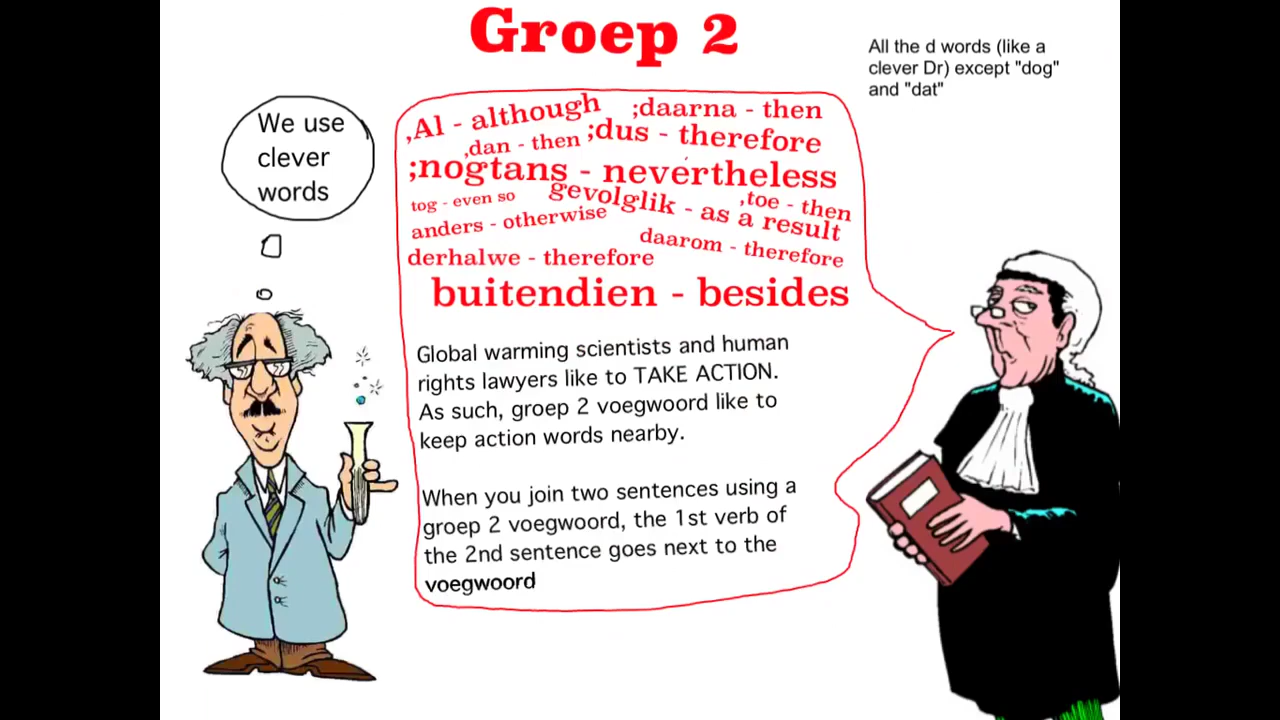 Groep 2
All the d words (like a
clever Dr) except "dog"
and "dat"
We use
clever
words
,Al - although
;daarna - then
,dan - then
;dus - therefore
;nogtans - nevertheless
tog - even so
gevolglik - as a result
,toe - then
anders - otherwise
daarom - therefore
derhalwe - therefore
buitendien - besides
Global warming scientists and human
rights lawyers like to TAKE ACTION.
As such, groep 2 voegwoord like to
keep action words nearby.
When you join two sentences using a
groep 2 voegwoord, the 1st verb of
the 2nd sentence goes next to the
voegwoord